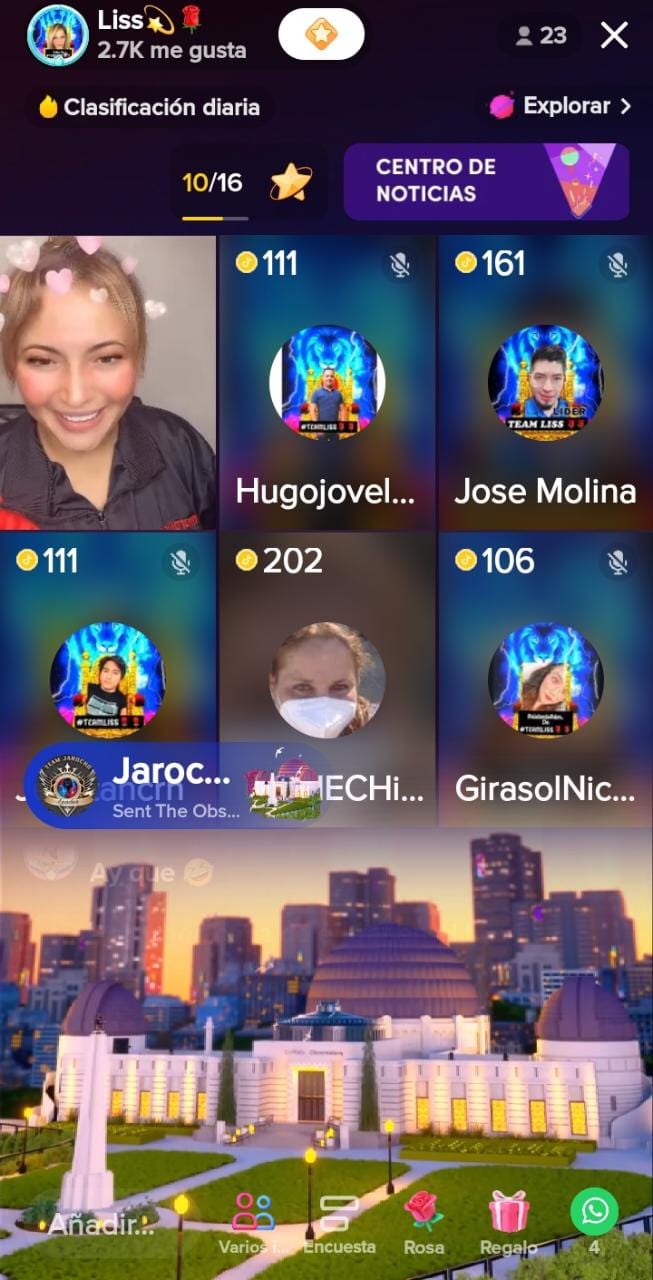 Liss
2.7K me gusta
23
Clasificación diaria
Explorar
10/16
CENTRO DE
NOTICIAS
111
161
LIDER
#TEAMLISS
TEAM LISS
Hugojovel...
Jose Molina
111
202
106
#TEAMLISS
TEAM JAROCHO
Jaroc...
Sent The Obs...
ECHi...
GirasolNic...
Ay que
Añadir...
Varios i...
Encuesta
Rosa
Regalo
4